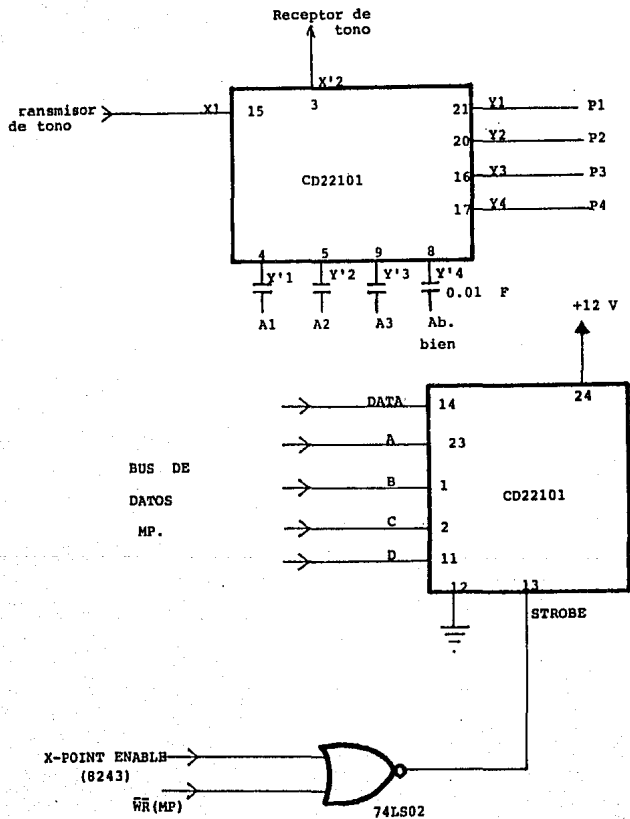 Receptor de
tono
X'2
3
ransmisor
de tono
X1
15
21 Y1 P1
20 Y2 P2
CD22101
16 Y3 P3
17 Y4 P4
4 5 9 8
Y'1 Y'2 Y'3 Y'4
0.01 F
A1 A2 A3 Ab.
bien
+12 V
24
DATA 14
A 23
BUS DE
DATOS
MP.
B 1
CD22101
C 2
D 11
12 13
STROBE
X-POINT ENABLE
(8243)
WR(MP)
74LS02